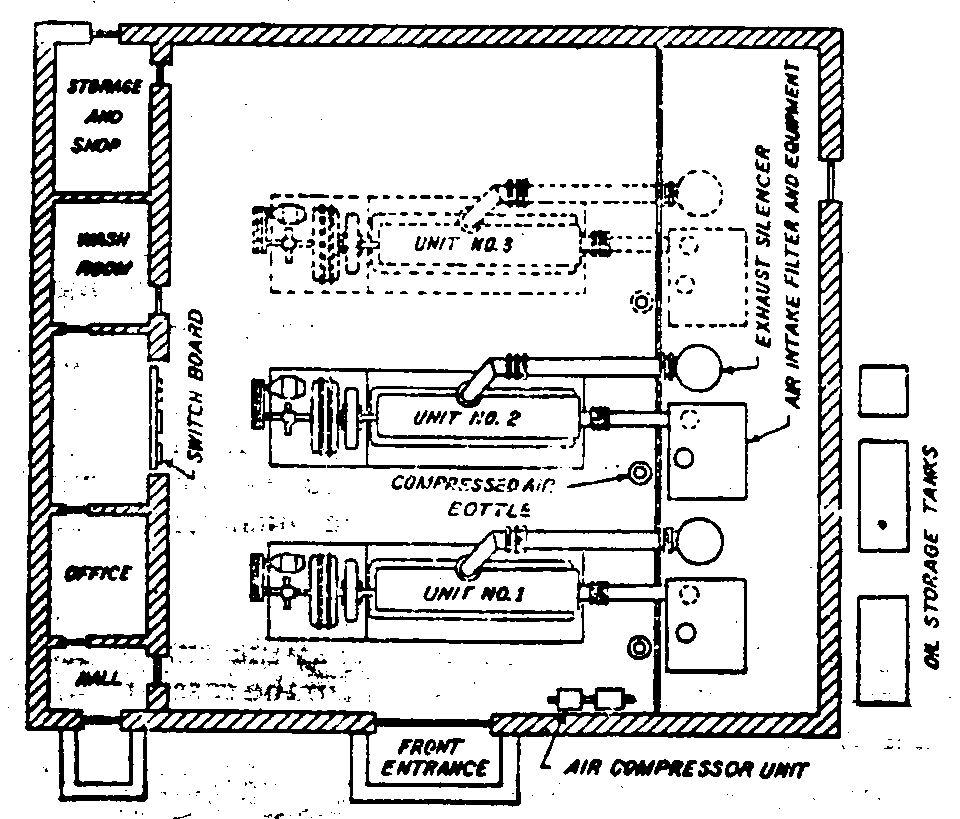 STORAGE
AND
SHOP
WASH
ROOM
SWITCH BOARD
OFFICE
HALL
UNIT NO. 3
UNIT NO. 2
COMPRESSED AIR
BOTTLE
UNIT NO. 1
EXHAUST SILENCER
AIR INTAKE FILTER AND EQUIPMENT
OIL STORAGE TANKS
FRONT
ENTRANCE
AIR COMPRESSOR UNIT